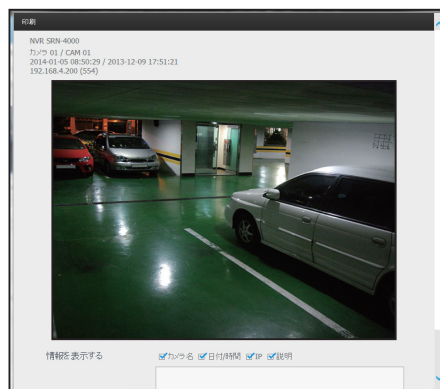 印刷
NVR SRN-4000
カメラ 01 / CAM 01
2014-01-05 08:50:29 / 2013-12-09 17:51:21
192.168.4.200 (554)
情報を表示する
カメラ名 日付/時間 IP 説明